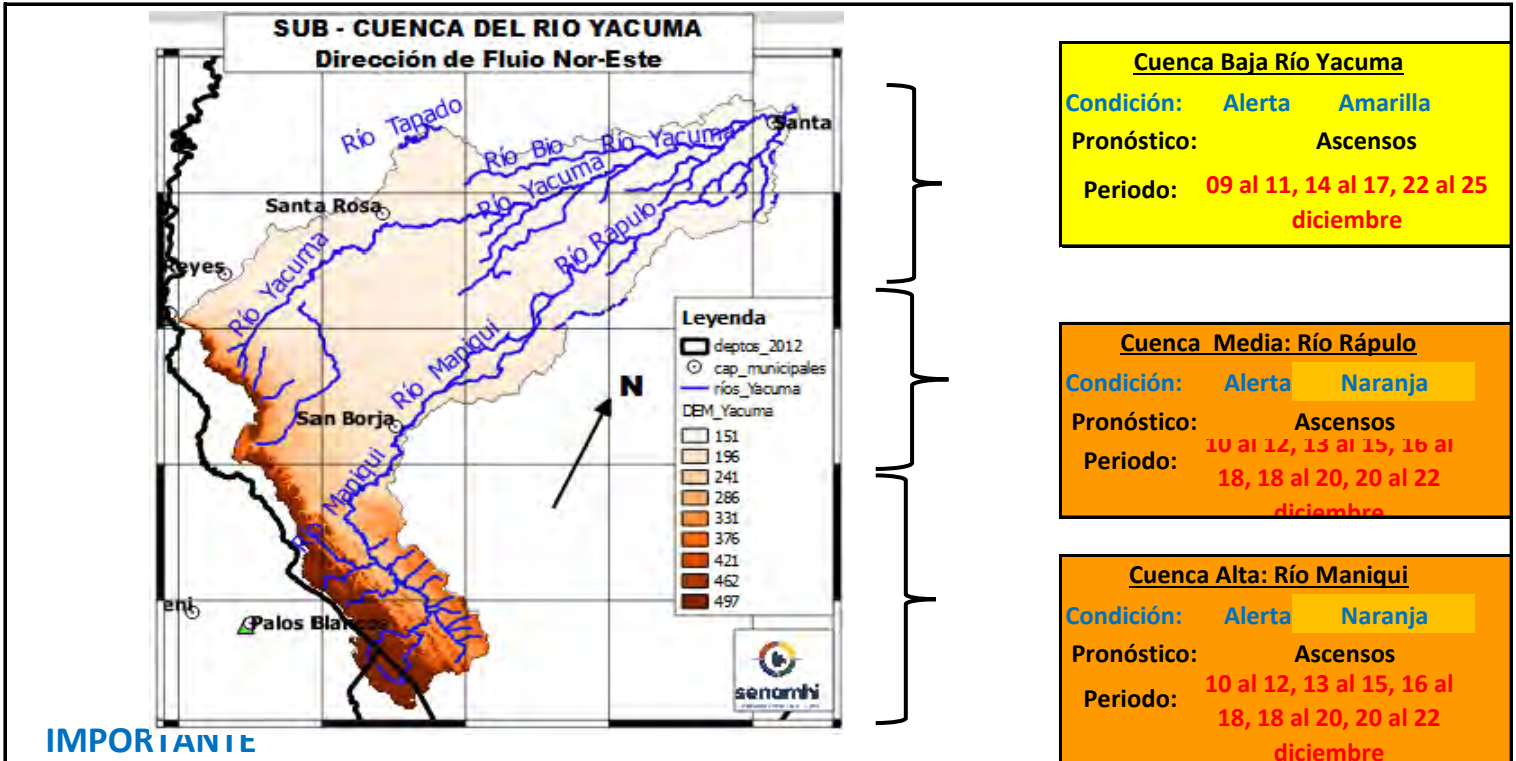 SUB - CUENCA DEL RIO YACUMA
Dirección de Fluio Nor-Este
Río Tapado
Río Bio
Río Yacuma
Santa
Río Yacuma
Santa Rosa
Río Rápulo
Reyes
Río Yacuma
Río Maniqui
San Borja
Río Maniqui
eni
Palos Blancos
N
Leyenda
deptos_2012
cap_municipales
ríos_Yacuma
DEM_Yacuma
151
196
241
286
331
376
421
462
497
senamhi
Cuenca Baja Río Yacuma
Condición: Alerta Amarilla
Pronóstico: Ascensos
Periodo: 09 al 11, 14 al 17, 22 al 25
diciembre
Cuenca Media: Río Rápulo
Condición: Alerta Naranja
Pronóstico: Ascensos
Periodo: 10 al 12, 13 al 15, 16 al
18, 18 al 20, 20 al 22
diciembre
Cuenca Alta: Río Maniqui
Condición: Alerta Naranja
Pronóstico: Ascensos
Periodo: 10 al 12, 13 al 15, 16 al
18, 18 al 20, 20 al 22
diciembre
IMPORTANTE